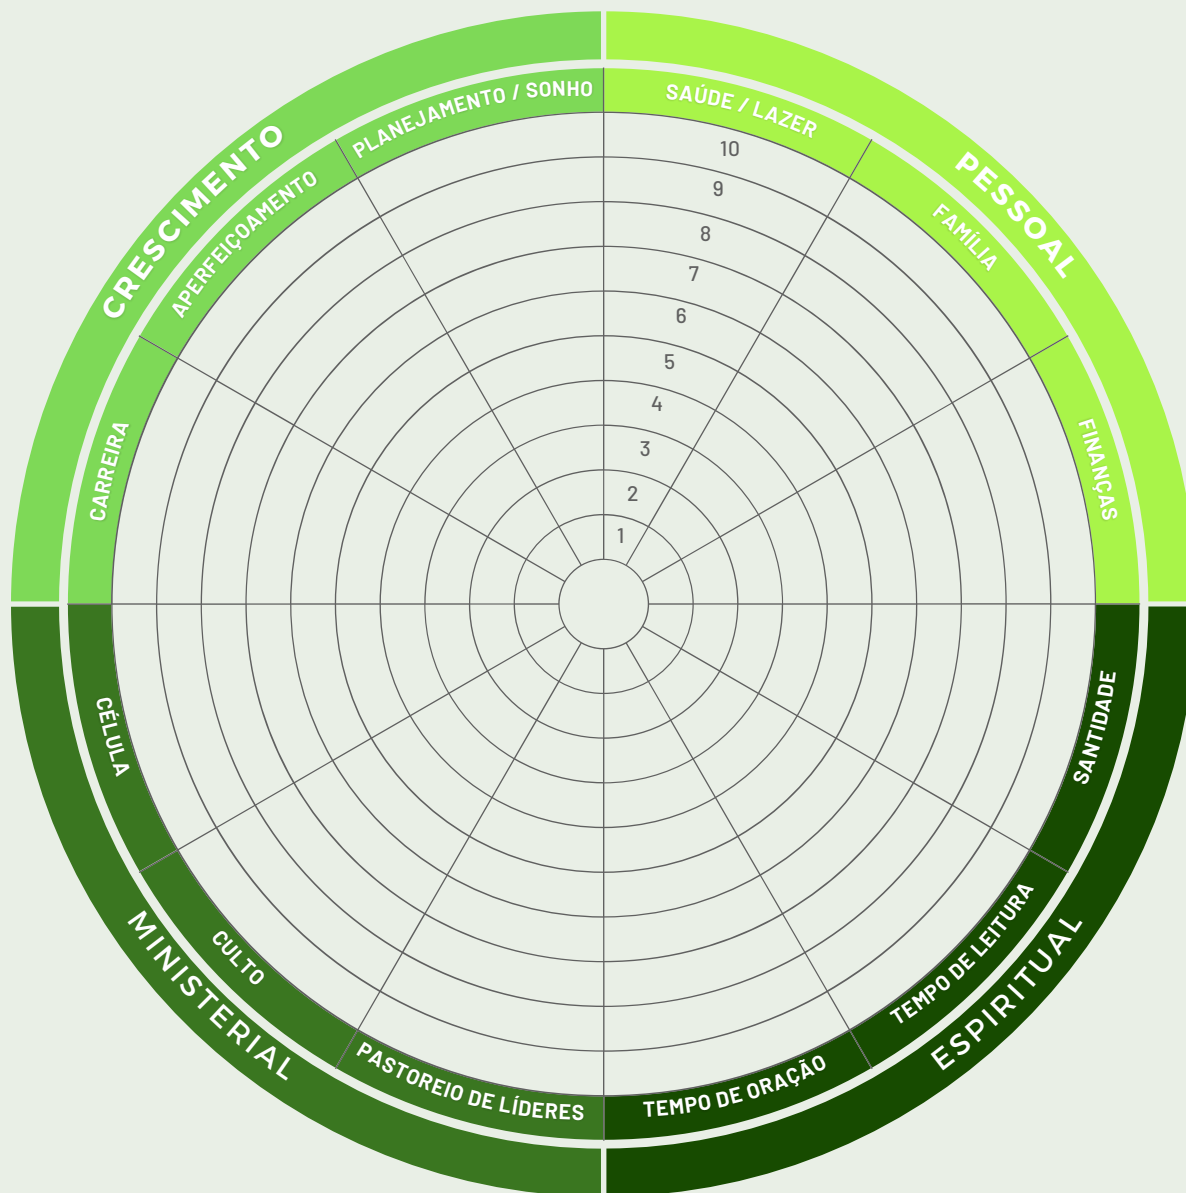 CRESCIMENTO
PLANEJAMENTO / SONHO
APERFEIÇOAMENTO
CARREIRA
PESSOAL
SAÚDE / LAZER
FAMÍLIA
FINANÇAS
10
9
8
7
6
5
4
3
2
1
MINISTERIAL
CÉLULA
CULTO
PASTOREIO DE LÍDERES
ESPIRITUAL
SANTIDADE
TEMPO DE LEITURA
TEMPO DE ORAÇÃO